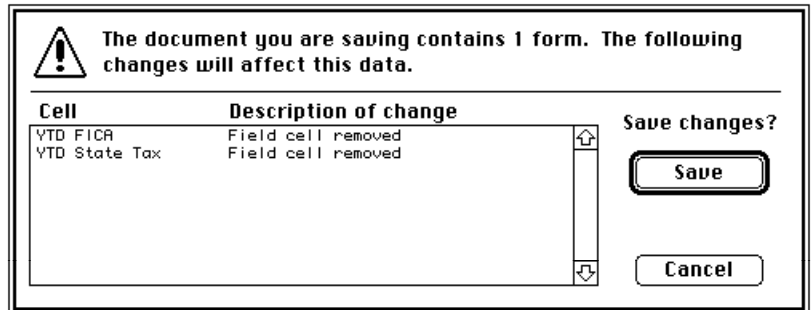 The document you are saving contains 1 form. The following
changes will affect this data.
Cell Description of change
YTD FICA Field cell removed
YTD State Tax Field cell removed
Save changes?
Save
Cancel